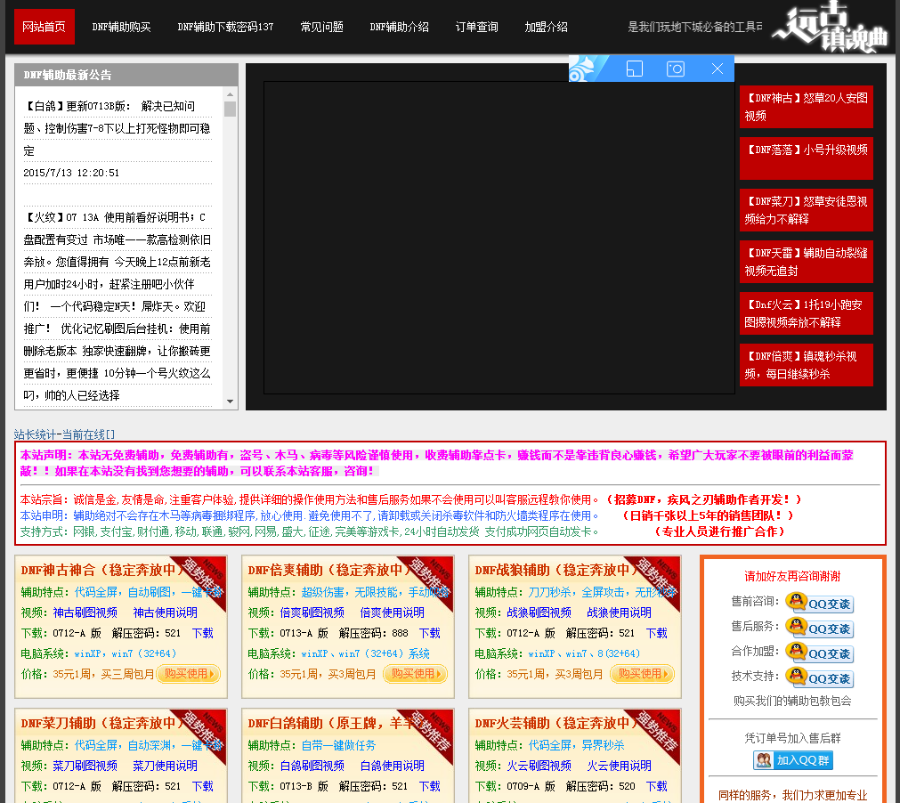 网站首页
DNF辅助购买
DNF辅助下载密码137
常见问题
DNF辅助介绍
订单查询
加盟介绍
是我们玩地下城必备的工具
远古镇魂曲
DNF辅助最新公告
【白鸽】更新0713B版： 解决已知问
题、控制伤害7-8下以上打死怪物即可稳
定
2015/7/13 12:20:51
【火纹】07 13A 使用前看好说明书；C
盘配置有变过 市场唯一一款高检测依旧
奔放。您值得拥有 今天晚上12点前新老
用户加时24小时，赶紧注册吧小伙伴
们！ 一个代码稳定N天！屌炸天。欢迎
推广！ 优化记忆刷图后台挂机：使用前
删除老版本 独家快速翻牌，让你搬砖更
更省时，更便捷 10分钟一个号火纹这么
叼，帅的人已经选择
【DNF神古】怒草20人安图
视频
【DNF落落】小号升级视频
【DNF菜刀】怒草安徒恩视
频给力不解释
【DNF天雷】辅助自动裂缝
视频无追封
【Dnf火云】1托19小跑安
图摁视频奔放不解释
【DNF倍爽】镇魂秒杀视
频，每日继续秒杀
站长统计-当前在线[]
本站声明：本站无免费辅助，免费辅助有，盗号、木马、病毒等风险谨慎使用，收费辅助靠点卡，赚钱而不是靠违背良心赚钱，希望广大玩家不要被眼前的利益而蒙
蔽！！如果在本站没有找到您想要的辅助，可以联系本站客服，咨询！
本站宗旨：诚信是金,友情是命,注重客户体验,提供详细的操作使用方法和售后服务如果不会使用可以叫客服远程教你使用。（招募DNF，疾风之刃辅助作者开发！）
本站申明：辅助绝对不会存在木马等病毒捆绑程序,放心使用.避免使用不了,请卸载或关闭杀毒软件和防火墙类程序在使用。 （日销千张以上5年的销售团队！）
支持方式：网银,支付宝,财付通,移动,联通,骏网,网易,盛大,征途,完美等游戏卡,24小时自动发货 支付成功网页自动发卡。 （专业人员进行推广合作）
DNF神古神合（稳定奔放中）
辅助特点：代码全屏，自动刷图，一键
视频：神古刷图视频 神古使用说明
下载：0712-A 版 解压密码：521 下载
电脑系统：winXP，win7（32+64）
价格：35元1周，买三周包月 购买使用
强势推荐
NEWS
DNF倍爽辅助（稳定奔放中）
辅助特点：超级伤害，无限技能，手动
视频：倍爽刷图视频 倍爽使用说明
下载：0713-A 版 解压密码：888 下载
电脑系统：winXP、win7（32+64）系统
价格：35元1周，买3周包月 购买使用
强势推荐
NEWS
DNF战狼辅助（稳定奔放中）
辅助特点：刀刀秒杀，全屏攻击，无形
视频：战狼刷图视频 战狼使用说明
下载：0712-A 版 解压密码：521 下载
电脑系统：winXP、win7、8(32+64)
价格：35元1周，买3周包月 购买使用
强势推荐
NEWS
请加好友再咨询谢谢
售前咨询： QQ交谈
售后服务： QQ交谈
合作加盟： QQ交谈
技术支持： QQ交谈
购买我们的辅助包教包会
凭订单号加入售后群
加入QQ群
同样的服务，我们力求更加专业
DNF菜刀辅助（稳定奔放中）
辅助特点：代码全屏，自动深渊，一键
视频：菜刀刷图视频 菜刀使用说明
下载：0712-A 版 解压密码：521 下载
强势推荐
NEWS
DNF白鸽辅助（原王牌，羊羊
辅助特点：自带一键做任务
视频：白鸽刷图视频 白鸽使用说明
下载：0713-B 版 解压密码：521 下载
强势推荐
NEWS
DNF火芸辅助（稳定奔放中）
辅助特点：代码全屏，异界秒杀
视频：火云刷图视频 火云使用说明
下载：0709-A 版 解压密码：520 下载
强势推荐
NEWS